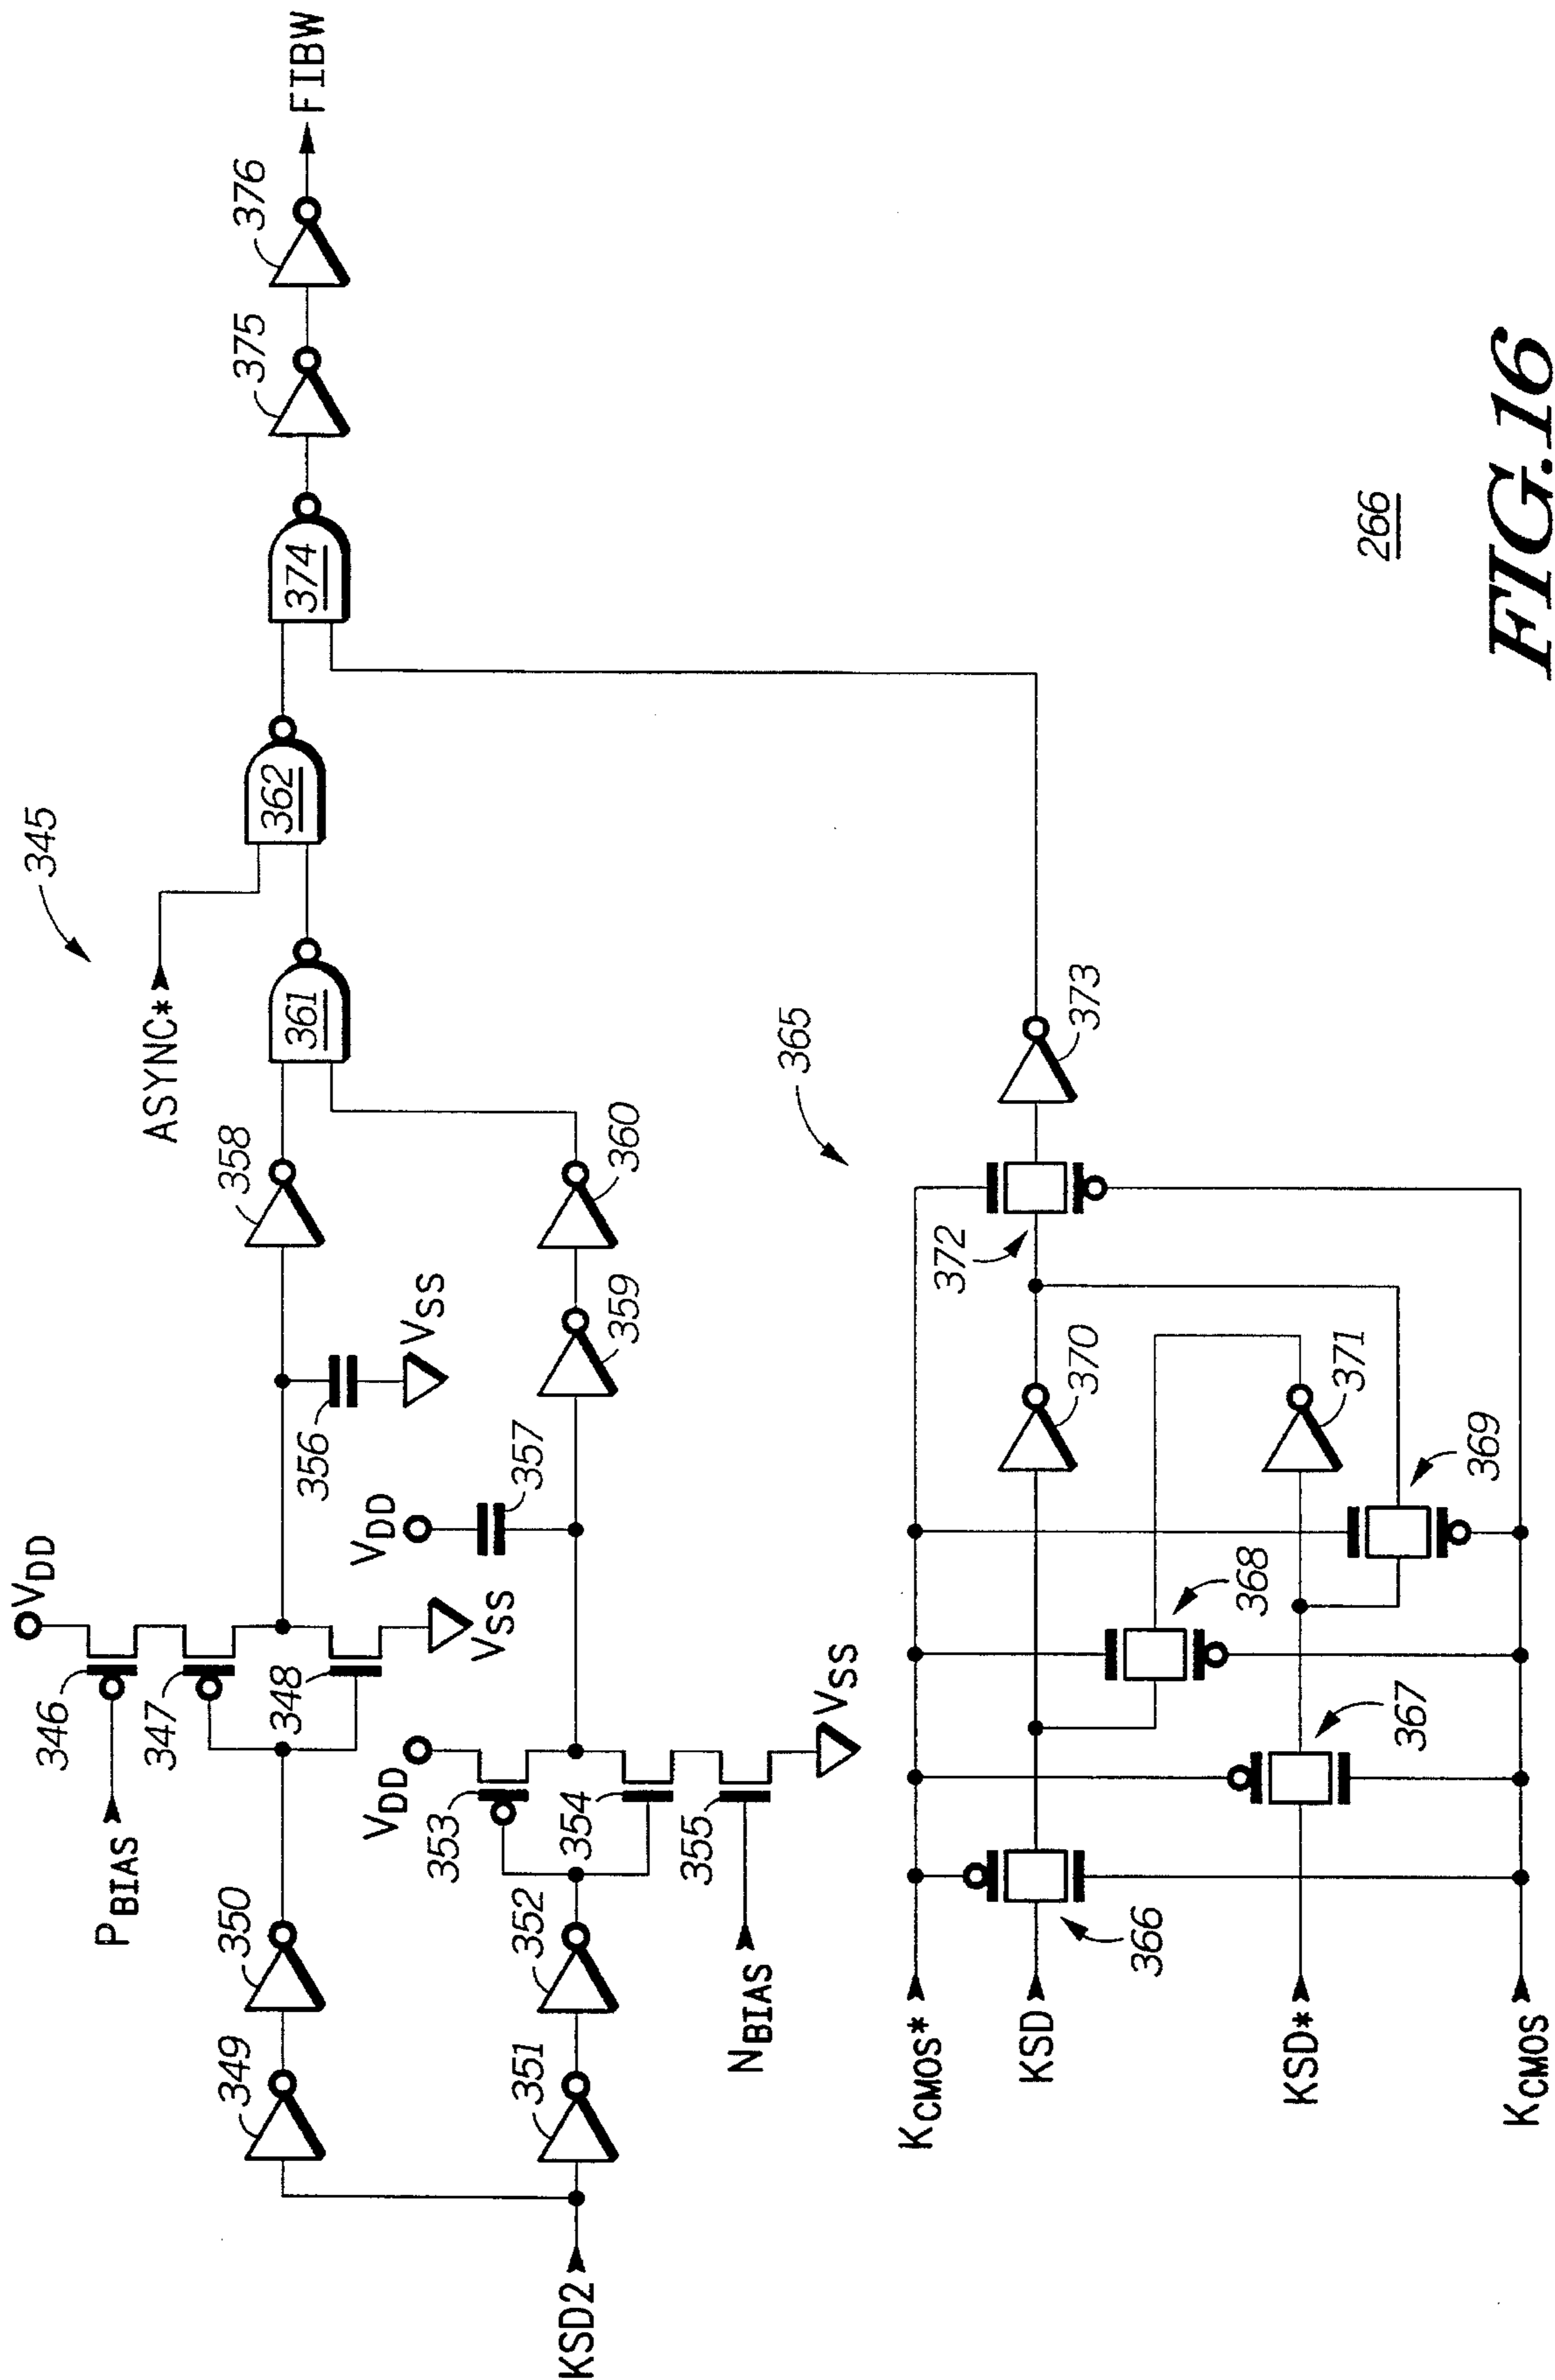 345
VDD
346
PBIAS
347
348
VSS
349
350
356
VSS
358
ASYNC*
361
362
374
375
376
FIBW
KSD2
351
352
VDD
353
354
355
NBIAS
VSS
VDD
357
359
360
365
KCMOS*
KSD
KSD*
KCMOS
366
367
368
369
370
371
372
373
266
FIG.16